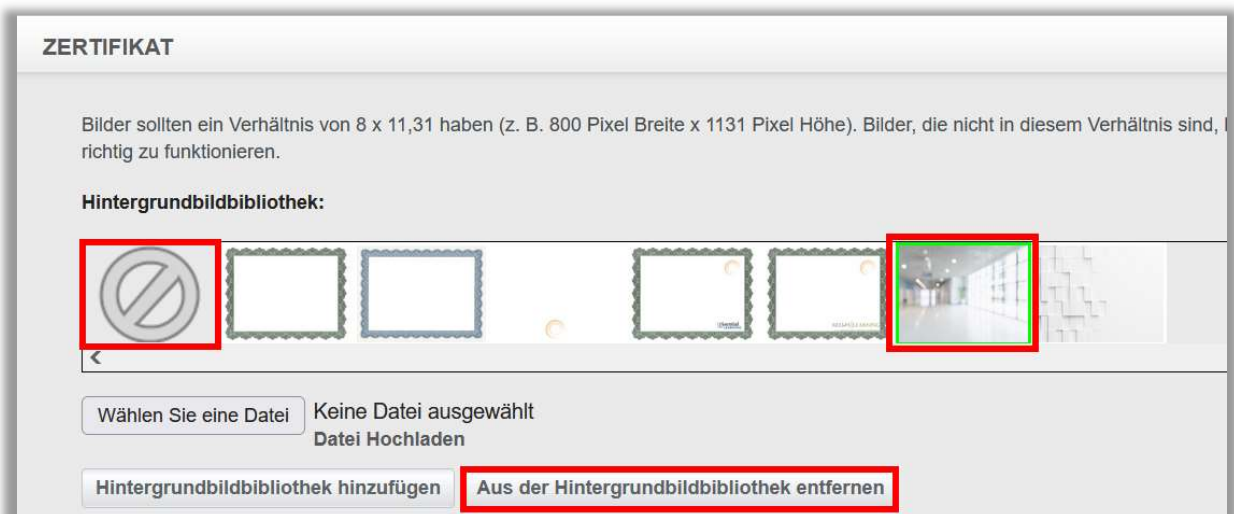 ZERTIFIKAT
Bilder sollten ein Verhältnis von 8 x 11,31 haben (z. B. 800 Pixel Breite x 1131 Pixel Höhe). Bilder, die nicht in diesem Verhältnis sind,
richtig zu funktionieren.
Hintergrundbildbibliothek:
Wählen Sie eine Datei Keine Datei ausgewählt
Datei Hochladen
Hintergrundbildbibliothek hinzufügen Aus der Hintergrundbildbibliothek entfernen